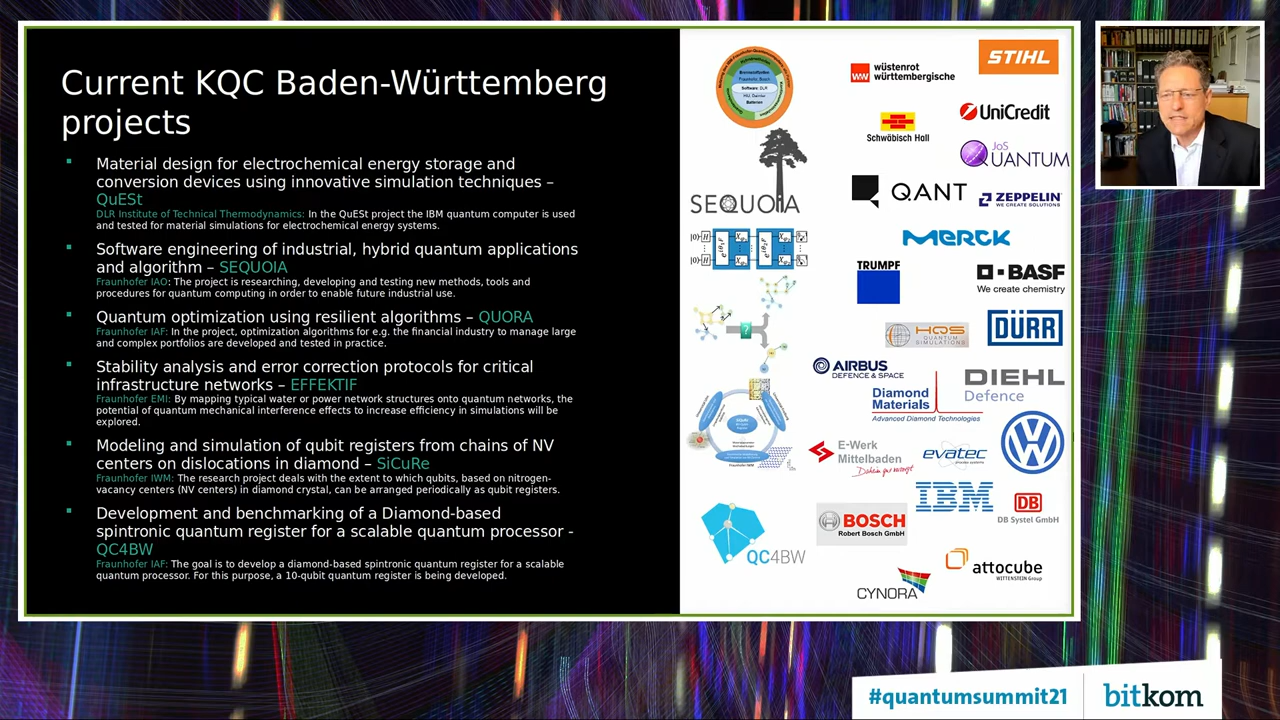 Current KQC Baden-Württemberg
projects
Material design for electrochemical energy storage and
conversion devices using innovative simulation techniques –
QuESt
DLR Institute of Technical Thermodynamics: In the QuESt project the IBM quantum computer is used
and tested for material simulations for electrochemical energy systems.
Software engineering of industrial, hybrid quantum applications
and algorithm – SEQUOIA
Fraunhofer IAO: The project is researching, developing and testing new methods, tools and
procedures for quantum computing in order to enable future industrial use.
Quantum optimization using resilient algorithms – QUORA
Fraunhofer IAF: In the project, optimization algorithms for e.g. the financial industry to manage large
and complex portfolios are developed and tested in practice.
Stability analysis and error correction protocols for critical
infrastructure networks – EFFEKTIF
Fraunhofer EMI: By mapping typical water or power network structures onto quantum networks, the
potential of quantum mechanical interference effects to increase efficiency in simulations will be
explored.
Modeling and simulation of qubit registers from chains of NV
centers on dislocations in diamond – SiCuRe
Fraunhofer IWM: The research project deals with the extent to which qubits, based on nitrogen-
vacancy centers (NV centers) in diamond crystal, can be arranged periodically as qubit registers.
Development and benchmarking of a Diamond-based
spintronic quantum register for a scalable quantum processor -
QC4BW
Fraunhofer IAF: The goal is to develop a diamond-based spintronic quantum register for a scalable
quantum processor. For this purpose, a 10-qubit quantum register is being developed.
SEQUOIA
QC4BW
STIHL
ww wüstenrot
württembergische
UniCredit
Schwäbisch Hall
JoS
QUANTUM
Q.ANT
ZEPPELIN
WE CREATE SOLUTIONS
MERCK
TRUMPF
BASF
We create chemistry
HQS
QUANTUM
SIMULATIONS
DÜRR
AIRBUS
DEFENCE & SPACE
DIEHL
Defence
Diamond
Materials
Advanced Diamond Technologies
E-Werk
Mittelbaden
evatec
process systems
IBM
DB
DB Systel GmbH
BOSCH
Robert Bosch GmbH
attocube
WITTENSTEIN Group
CYNORA
#quantumsummit21
bitkom